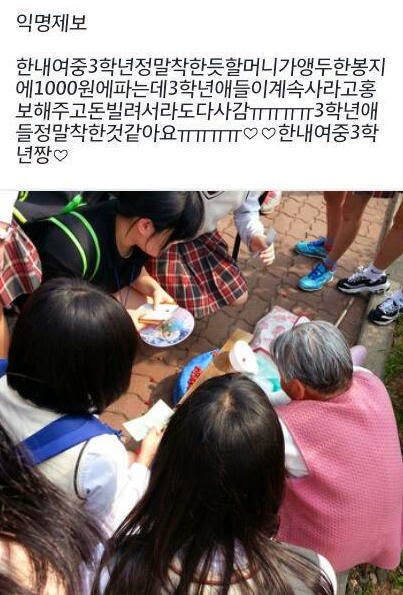 익명제보
한내여중3학년정말착한듯할머니가앵두한봉지
에1000원에파는데3학년애들이계속사라고홍
보해주고돈빌려서라도다사감ㅠㅠㅠㅠ3학년애
들정말착한것같아요ㅠㅠㅠㅠ♡♡한내여중3학
년짱♡